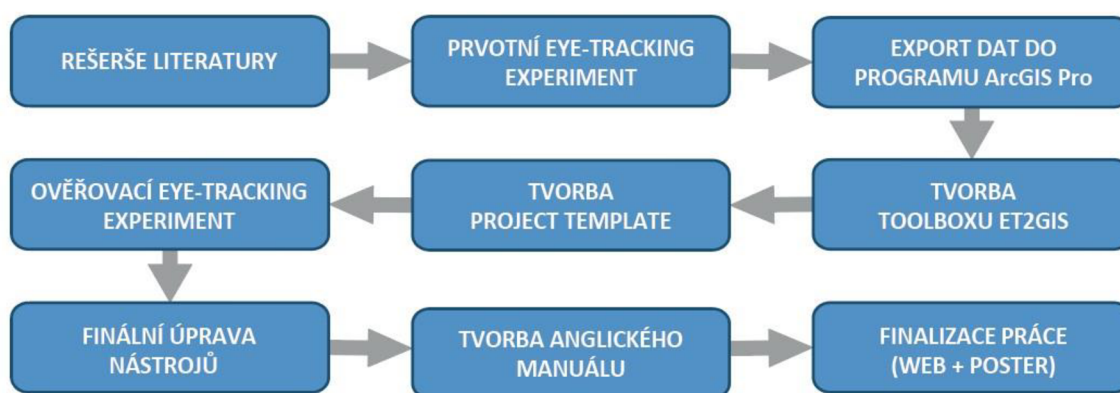 REŠERŠE LITERATURY
PRVOTNÍ EYE-TRACKING
EXPERIMENT
EXPORT DAT DO
PROGRAMU ArcGIS Pro
TVORBA
TOOLBOXU ET2GIS
TVORBA
PROJECT TEMPLATE
OVĚŘOVACÍ EYE-TRACKING
EXPERIMENT
FINÁLNÍ ÚPRAVA
NÁSTROJŮ
TVORBA ANGLICKÉHO
MANUÁLU
FINALIZACE PRÁCE
(WEB + POSTER)